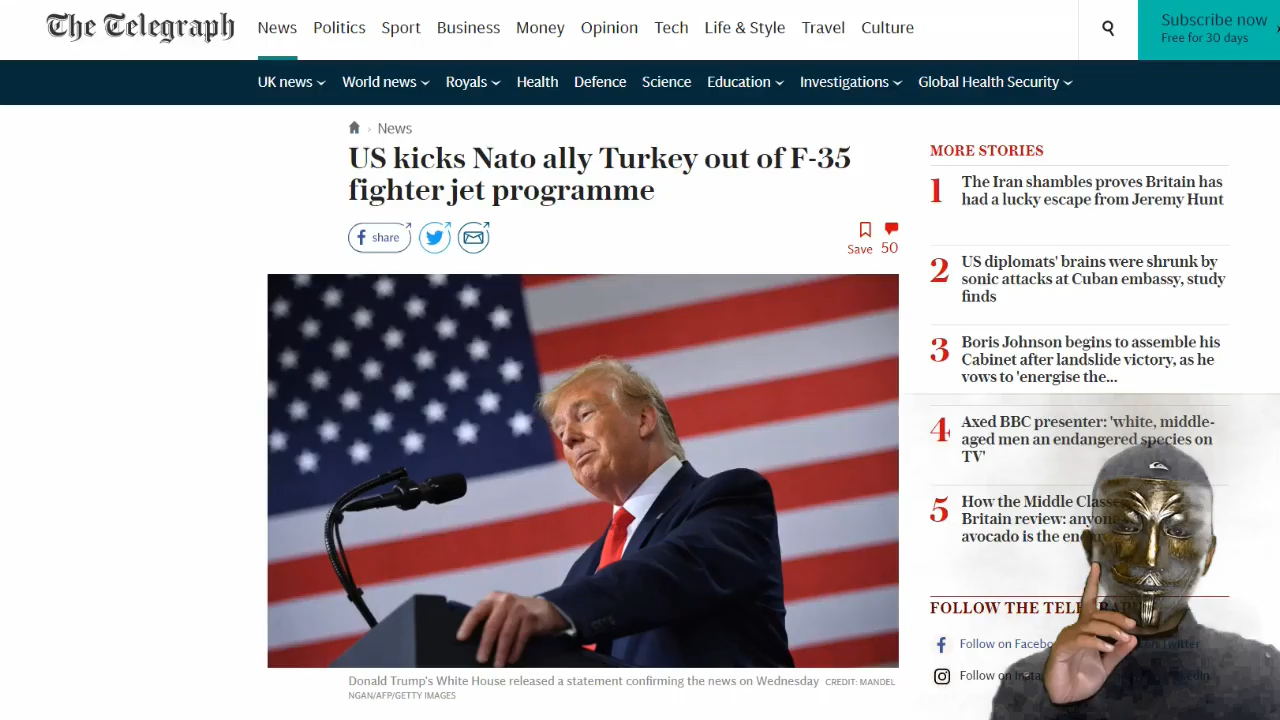 The Telegraph
News Politics Sport Business Money Opinion Tech Life & Style Travel Culture
Subscribe now
Free for 30 days
UK news World news Royals Health Defence Science Education Investigations Global Health Security
News
US kicks Nato ally Turkey out of F-35
fighter jet programme
share
Save 50
Donald Trump's White House released a statement confirming the news on Wednesday CREDIT: MANDEL
NGAN/AFP/GETTY IMAGES
MORE STORIES
1 The Iran shambles proves Britain has
had a lucky escape from Jeremy Hunt
2 US diplomats' brains were shrunk by
sonic attacks at Cuban embassy, study
finds
3 Boris Johnson begins to assemble his
Cabinet after landslide victory, as he
vows to 'energise the...
4 Axed BBC presenter: 'white, middle-
aged men an endangered species on
TV'
5 How the Middle
Britain review:
avocado is the
FOLLOW THE
Follow on Twitter
Follow on